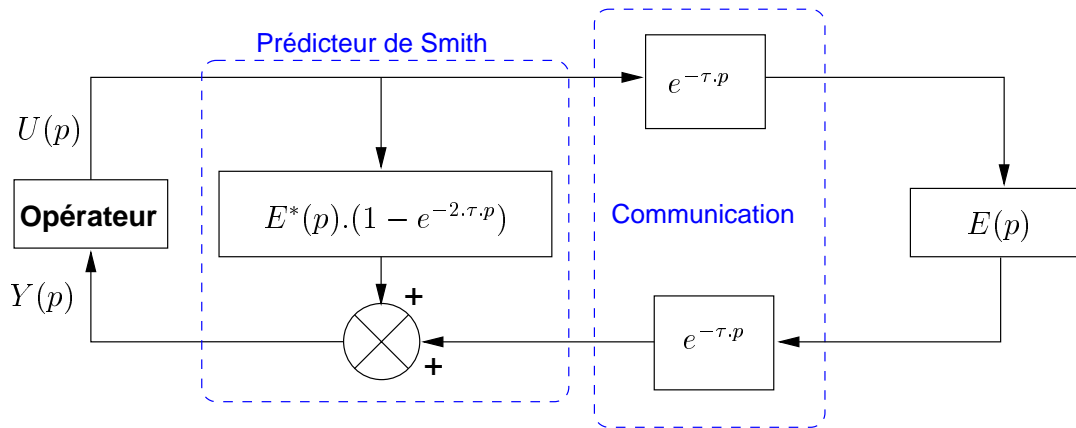 Prédicteur de Smith
e^{-τ.p}
U(p)
Opérateur
E*(p).(1 − e^{-2.τ.p})
Communication
E(p)
Y(p)
+
+
e^{-τ.p}